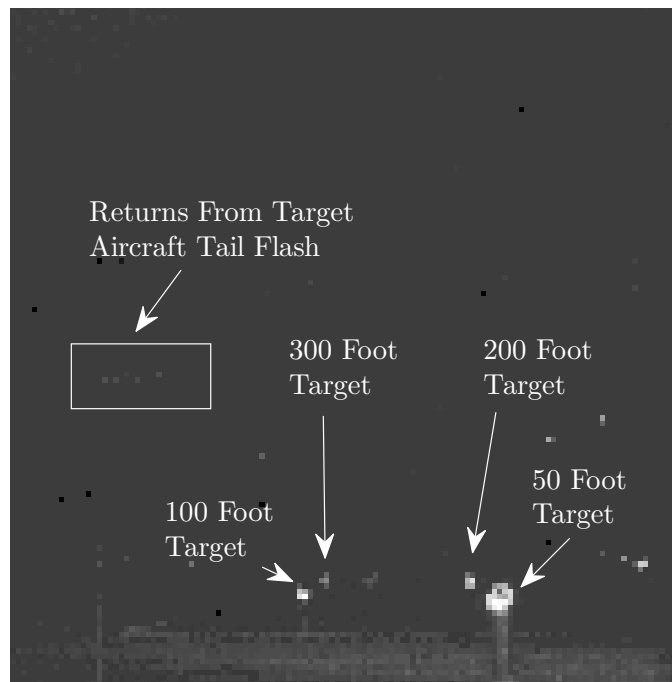 Returns From Target
Aircraft Tail Flash
300 Foot
Target
200 Foot
Target
50 Foot
Target
100 Foot
Target